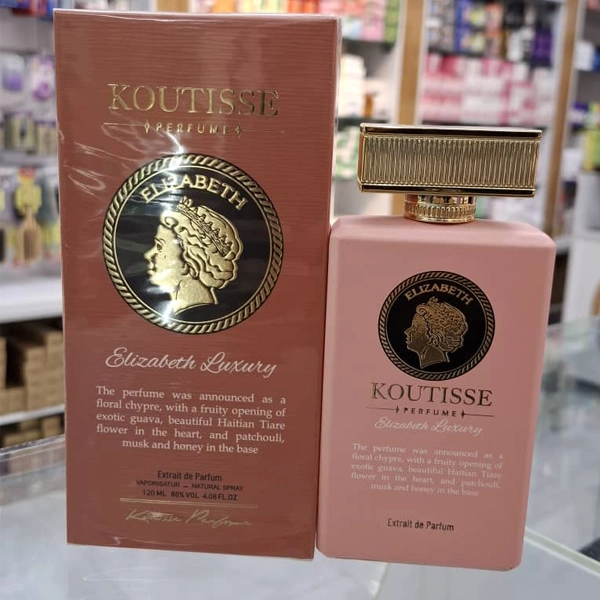 KOUTISSE
PERFUME
ELIZABETH
Elizabeth Luxury
The perfume was announced as a
floral chypre, with a fruity opening of
exotic guava, beautiful Haitian Tiare
flower in the heart, and patchouli,
musk and honey in the base
Extrait de Parfum
VAPORISATUR – NATURAL SPRAY
120 ML 80% VOL 4.06 FL.OZ
Koutisse Perfume
ELIZABETH
KOUTISSE
PERFUME
Elizabeth Luxury
The perfume was announced as a
floral chypre, with a fruity opening of
exotic guava, beautiful Haitian Tiare
flower in the heart, and patchouli,
musk and honey in the base
Extrait de Parfum